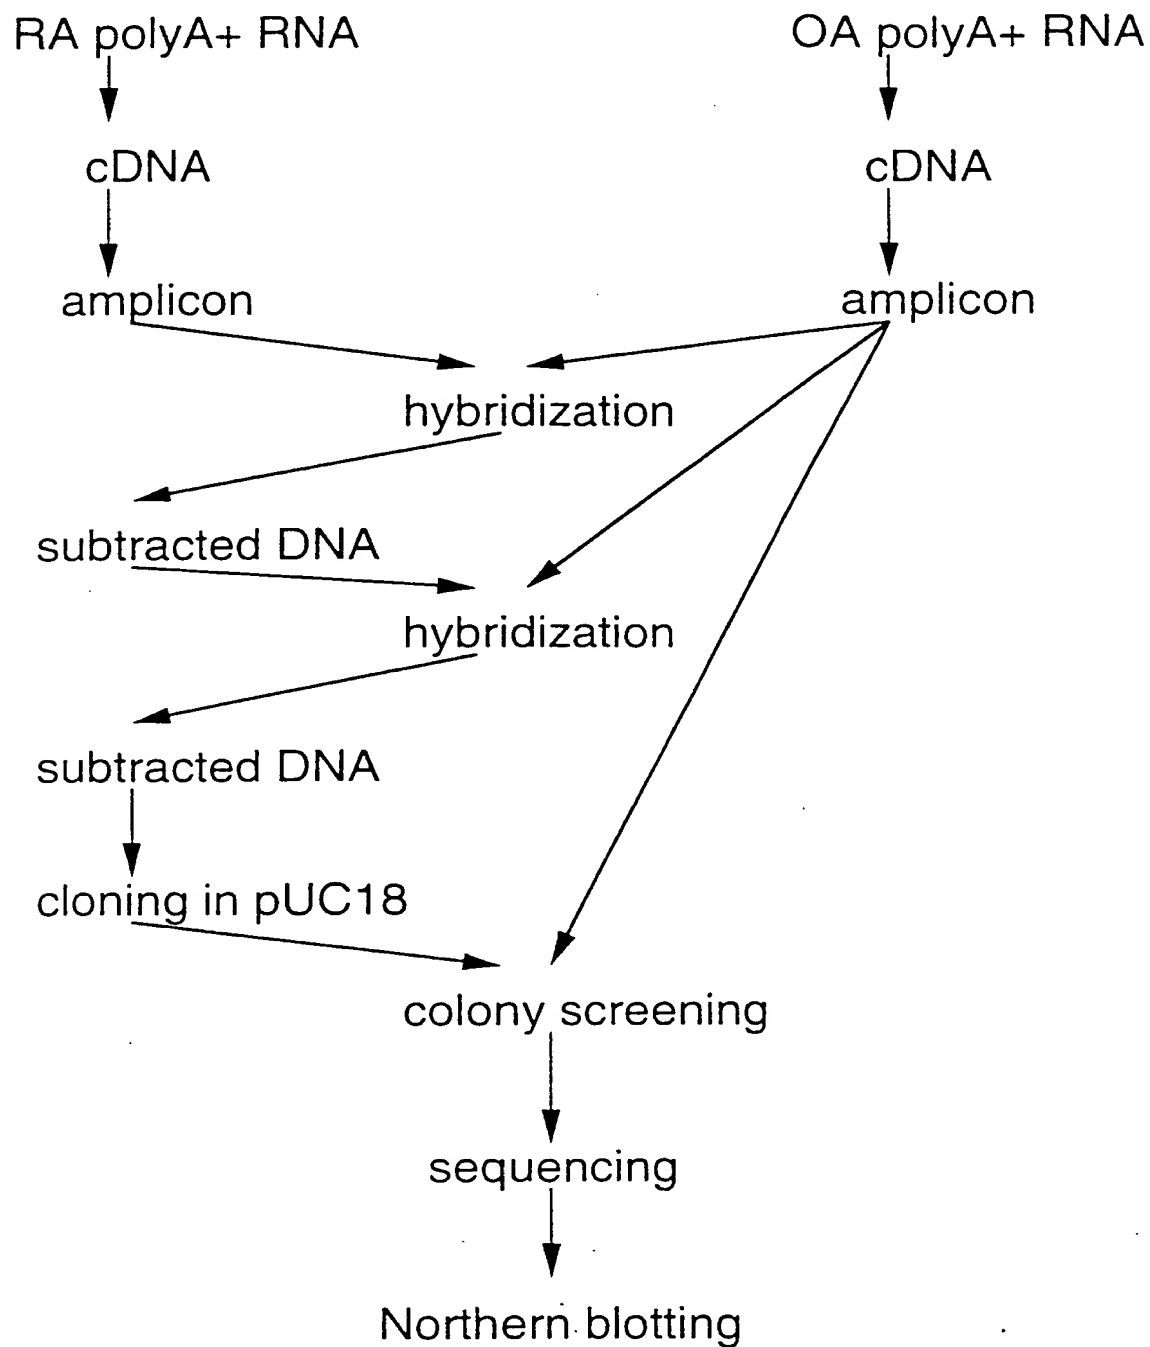 RA polyA+ RNA
OA polyA+ RNA
cDNA
cDNA
amplicon
amplicon
hybridization
subtracted DNA
hybridization
subtracted DNA
cloning in pUC18
colony screening
sequencing
Northern blotting